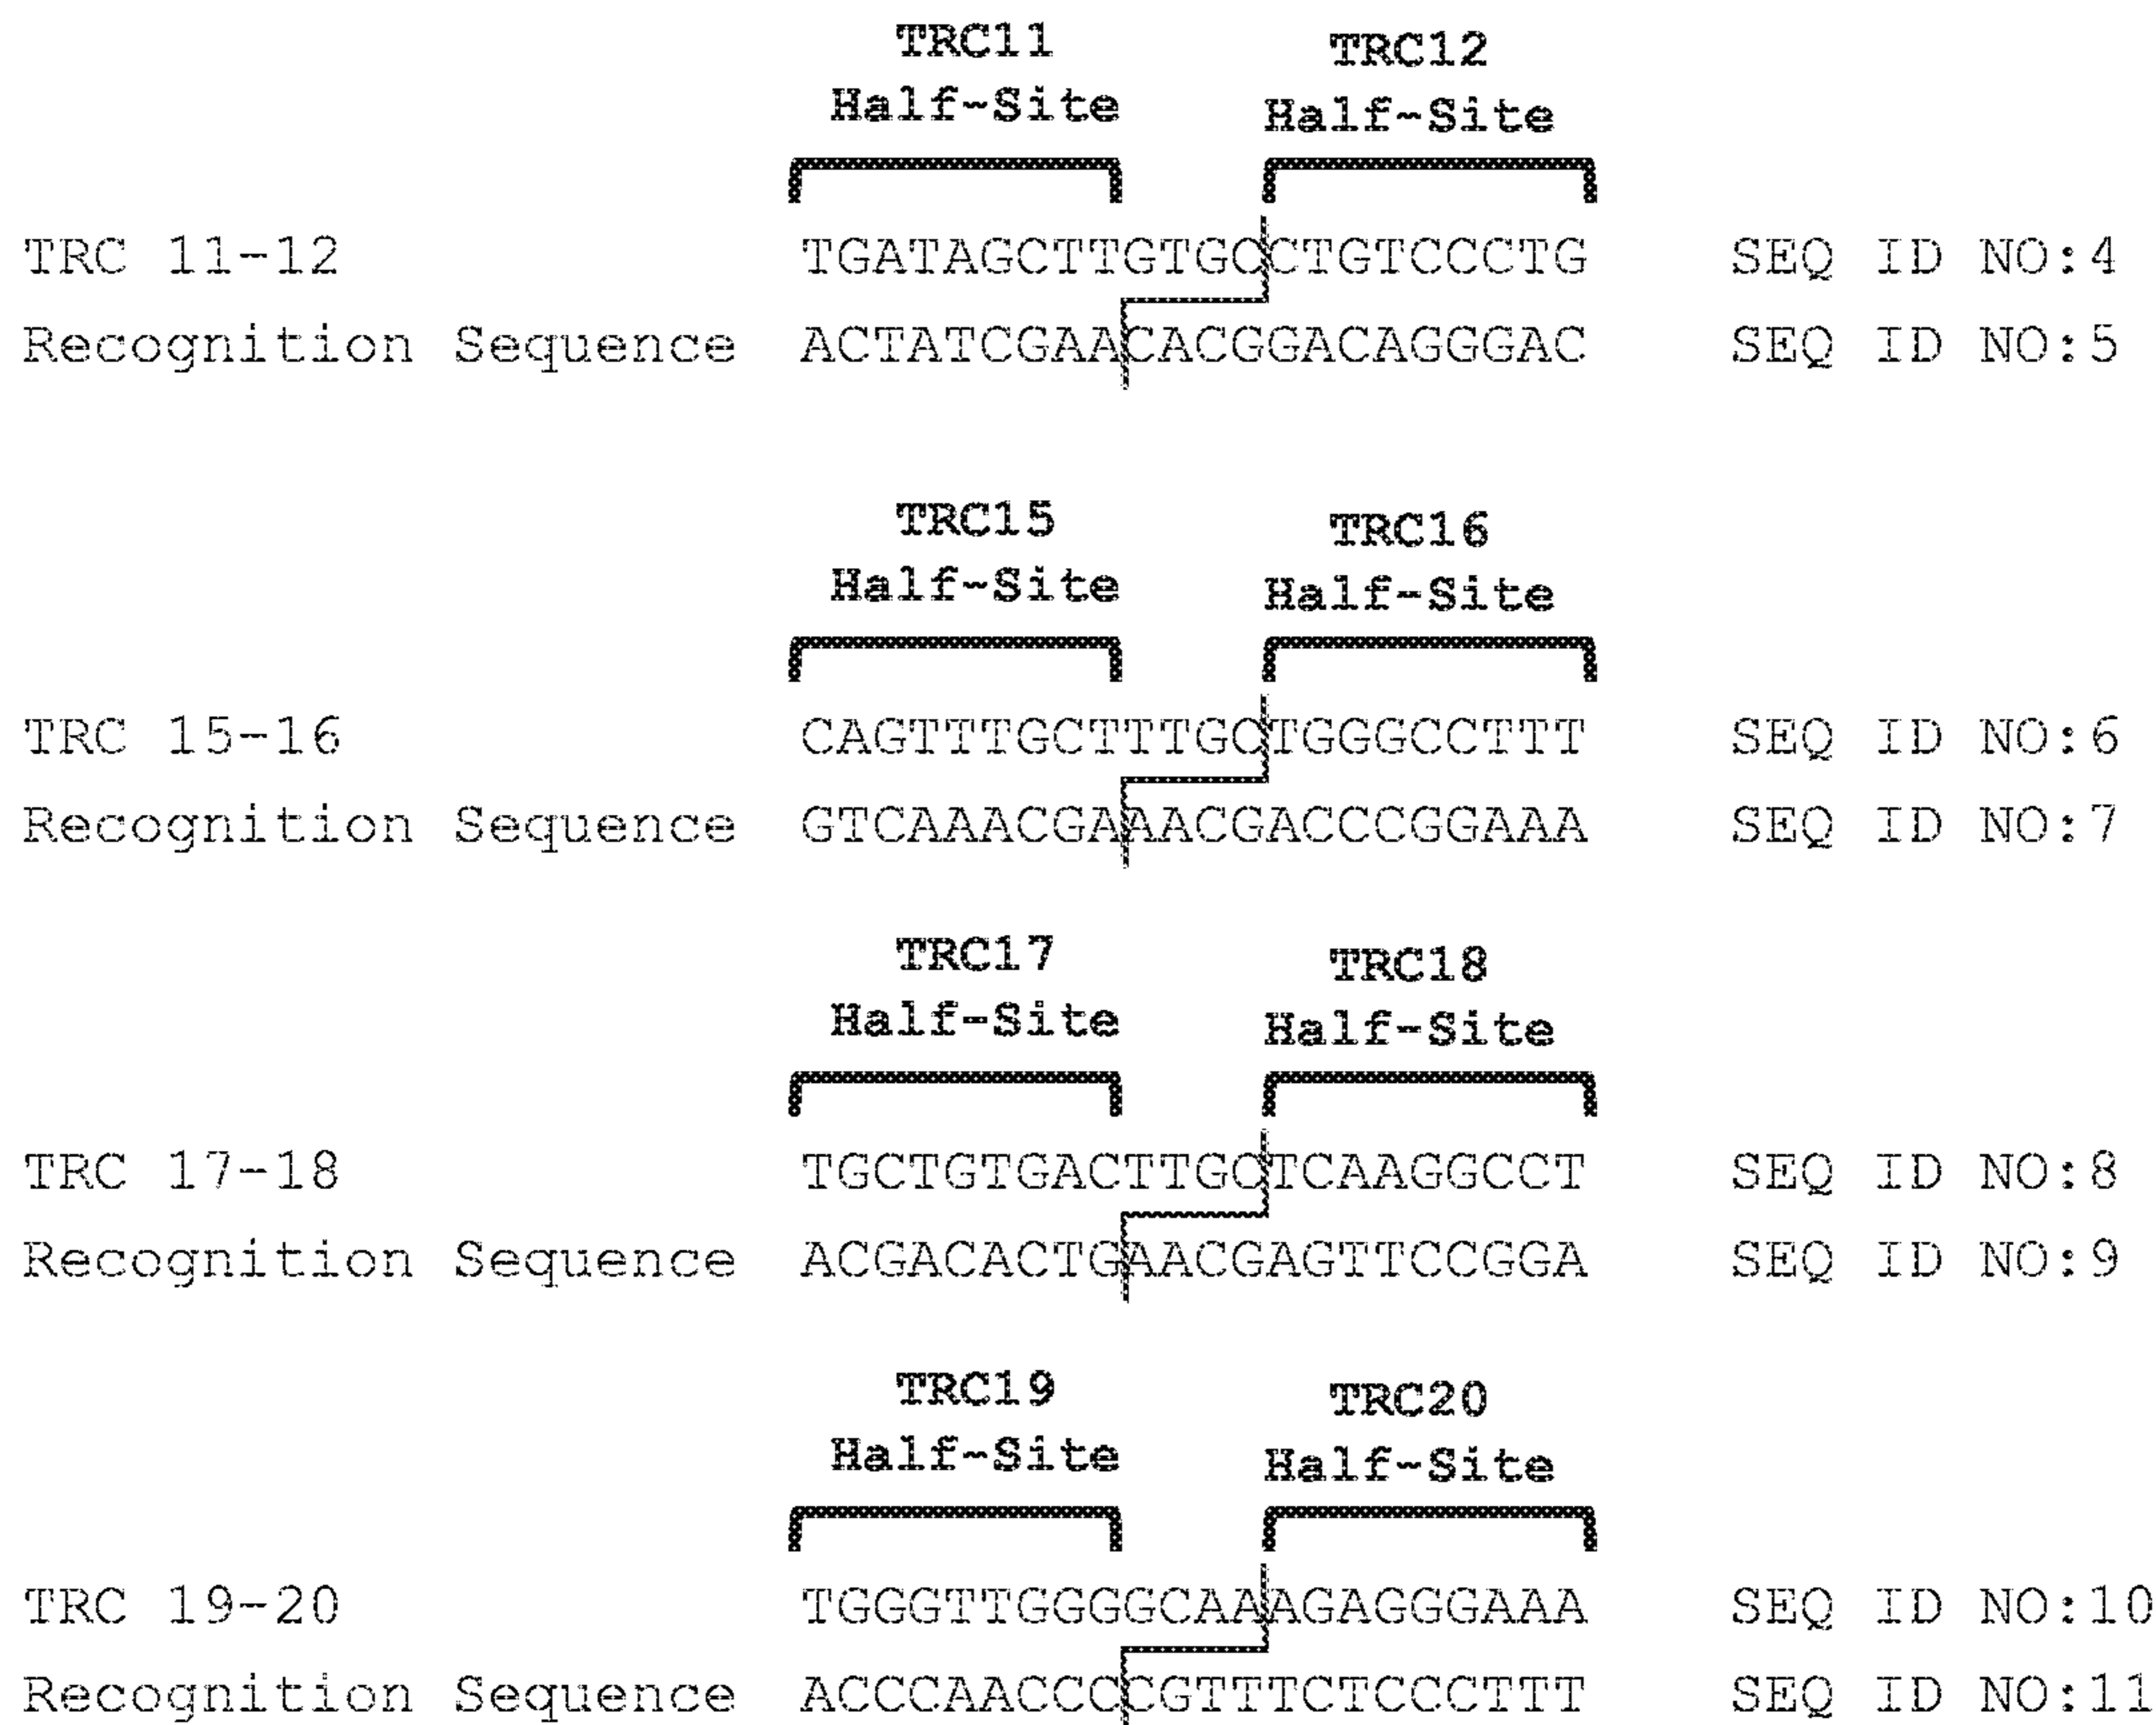 TRC11 TRC12
Half-Site Half-Site
TRC 11-12 TGATAGCTTGTGCCTGTCCCTG SEQ ID NO:4
Recognition Sequence ACTATCGAACACGGACAGGGAC SEQ ID NO:5
TRC15 TRC16
Half-Site Half-Site
TRC 15-16 CAGTTTGCTTTGCTGGGCCTTT SEQ ID NO:6
Recognition Sequence GTCAAACGAAACGACCCGGAAA SEQ ID NO:7
TRC17 TRC18
Half-Site Half-Site
TRC 17-18 TGCTGTGACTTGCTCAAGGCCT SEQ ID NO:8
Recognition Sequence ACGACACTGAACGAGTTCCGGA SEQ ID NO:9
TRC19 TRC20
Half-Site Half-Site
TRC 19-20 TGGGTTGGGGCAAAGAGGGAAA SEQ ID NO:10
Recognition Sequence ACCCAACCCCGTTTCTCCCTTT SEQ ID NO:11